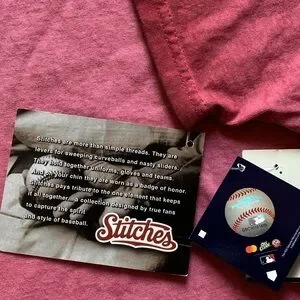 Stitches are more than simple threads. They are
levers for sweeping curveballs and nasty sliders.
They hold together uniforms, gloves and teams.
And on your chin they are worn as a badge of honor.
Stitches pays tribute to the one element that keeps
it all together...a collection designed by true fans
to capture the spirit
and style of baseball.
Stitches